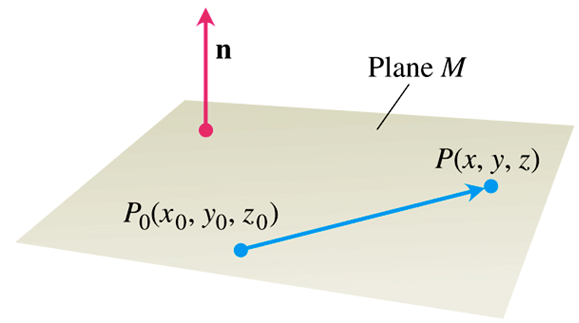 n
Plane M
P(x, y, z)
P₀(x₀, y₀, z₀)